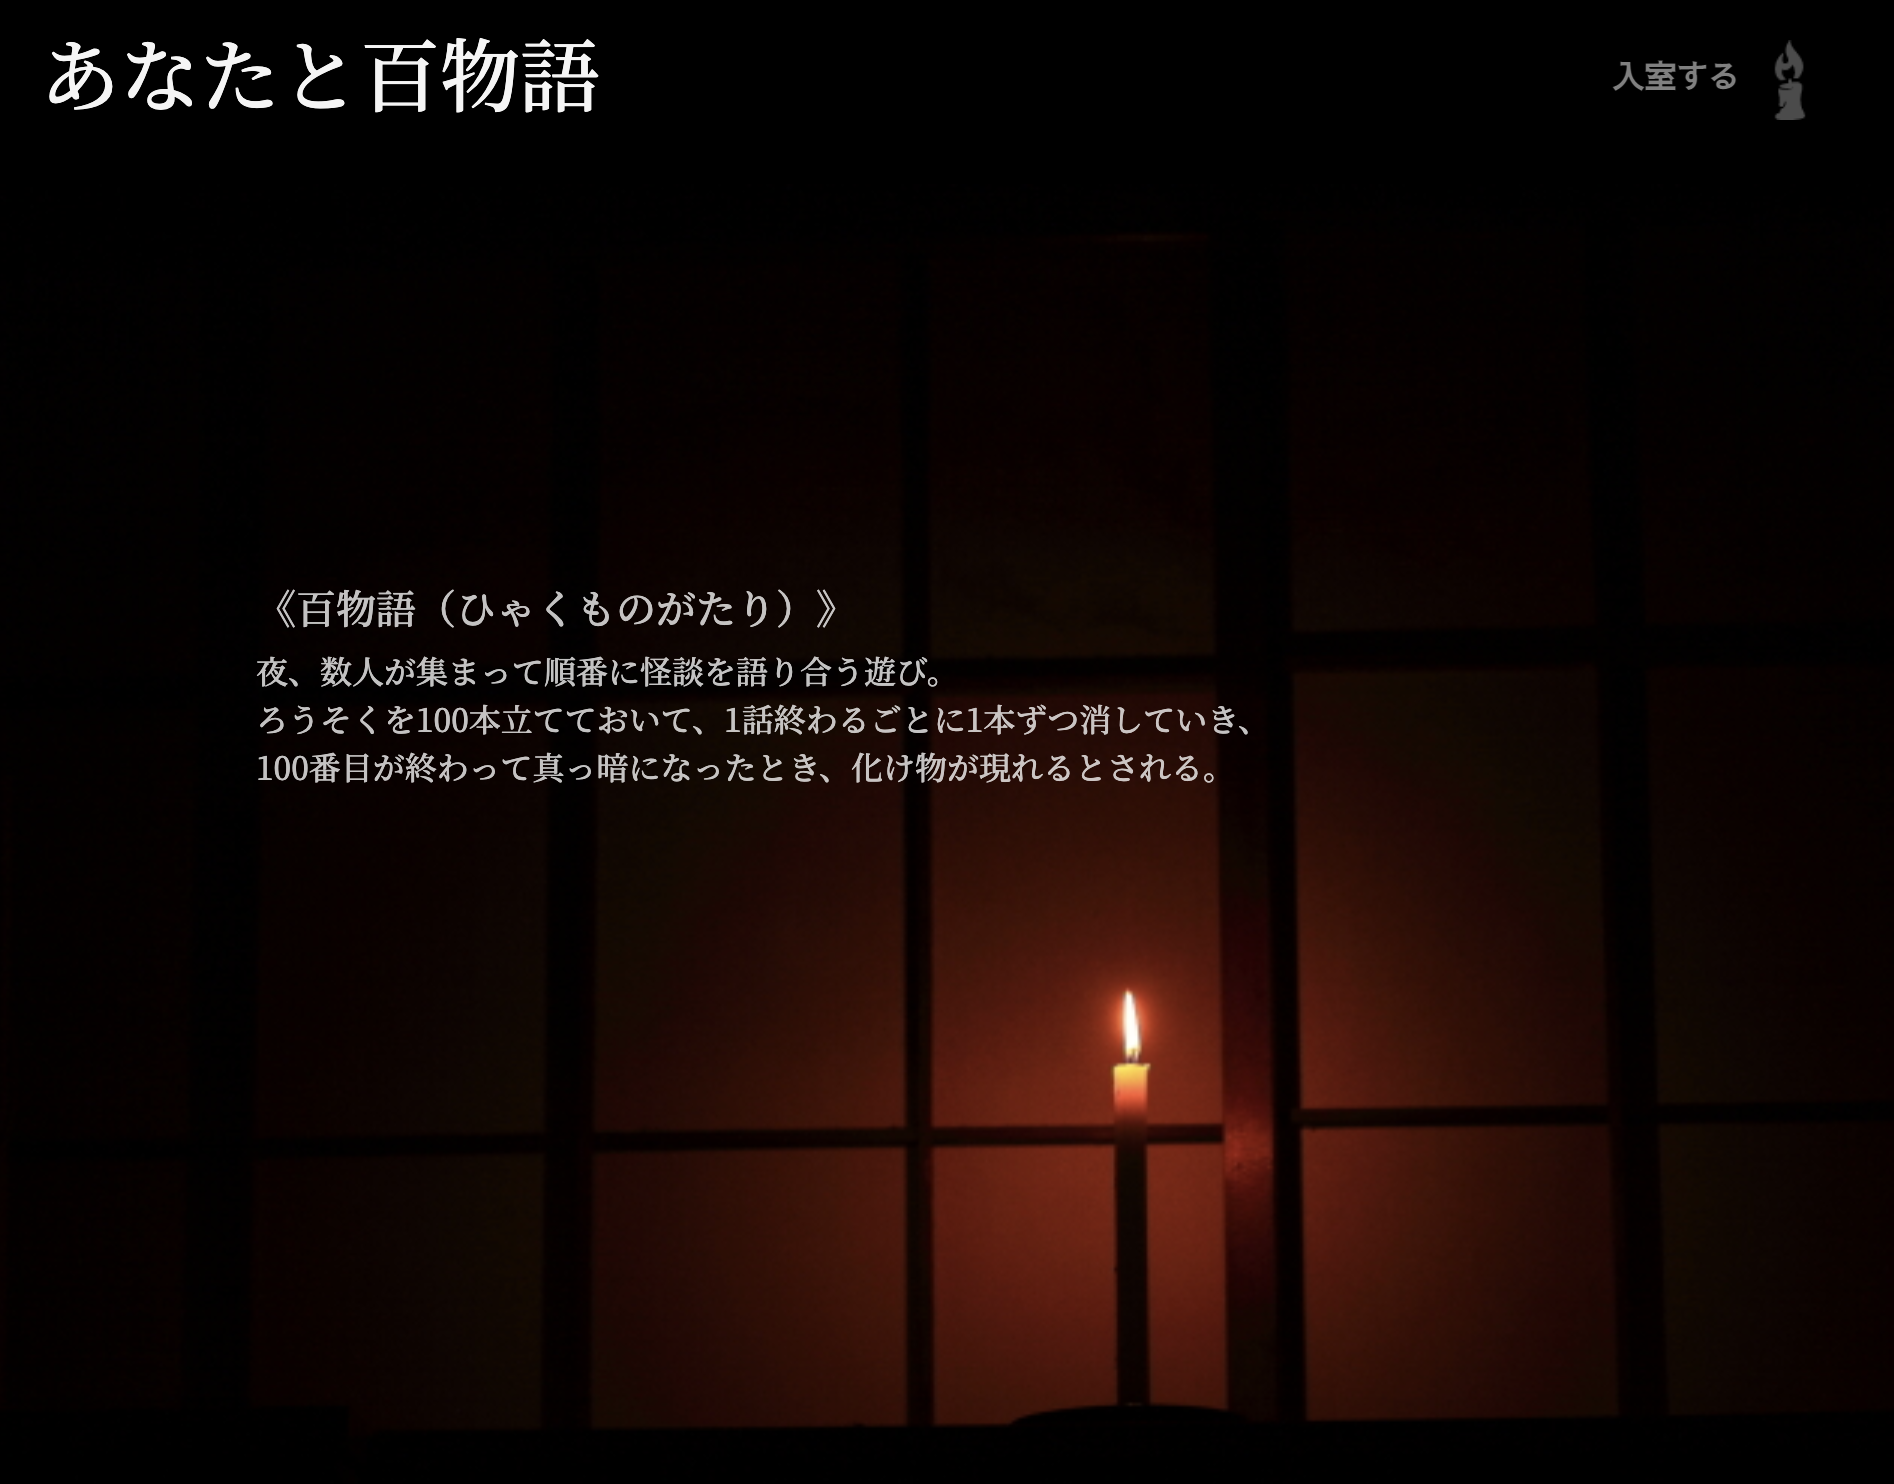 あなたと百物語
入室する
《百物語（ひゃくものがたり）》
夜、数人が集まって順番に怪談を語り合う遊び。
ろうそくを100本立てておいて、1話終わるごとに1本ずつ消していき、
100番目が終わって真っ暗になったとき、化け物が現れるとされる。